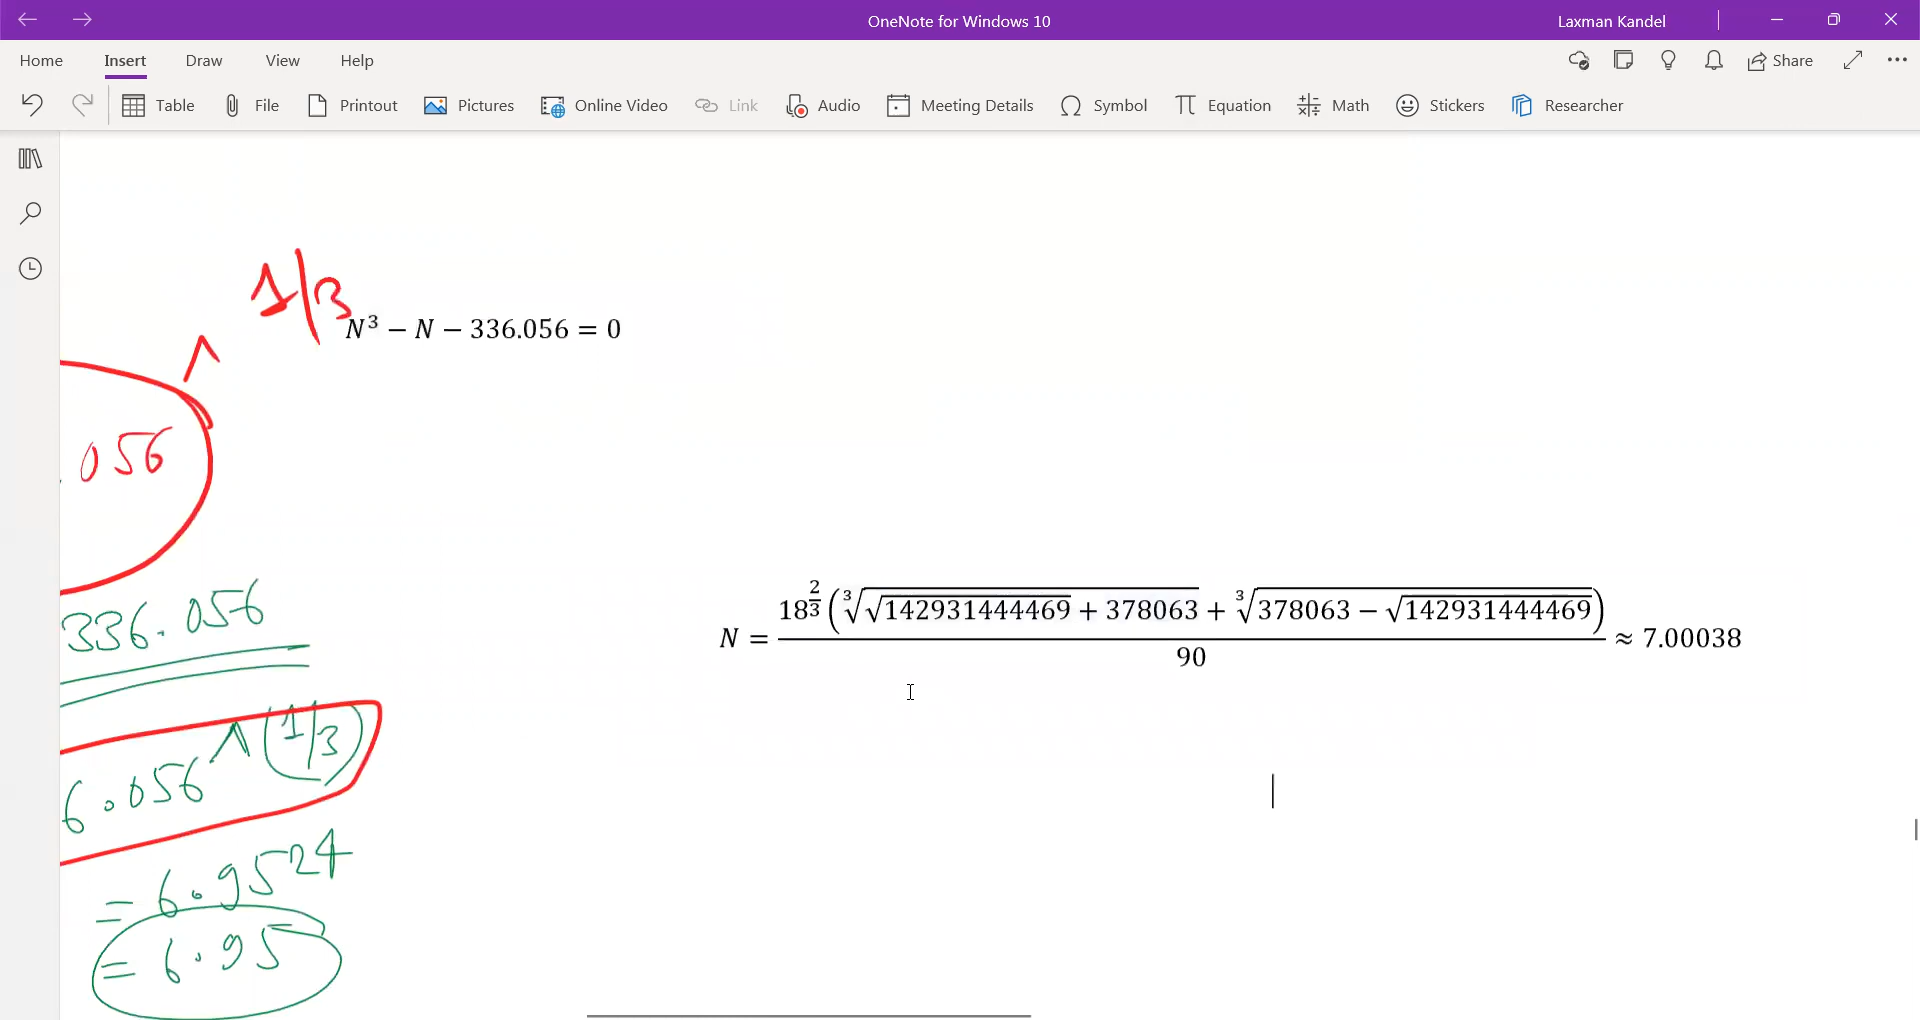 OneNote for Windows 10
Laxman Kandel
Home Insert Draw View Help
Share
Table File Printout Pictures Online Video Link Audio Meeting Details Symbol Equation Math Stickers Researcher
1/3
N³ − N − 336.056 = 0
^
.056
336.056
N = 18^(2/3) (∛(√142931444469 + 378063) + ∛(378063 − √142931444469)) / 90 ≈ 7.00038
6.056^(1/3)
= 6.9524
= 6.95